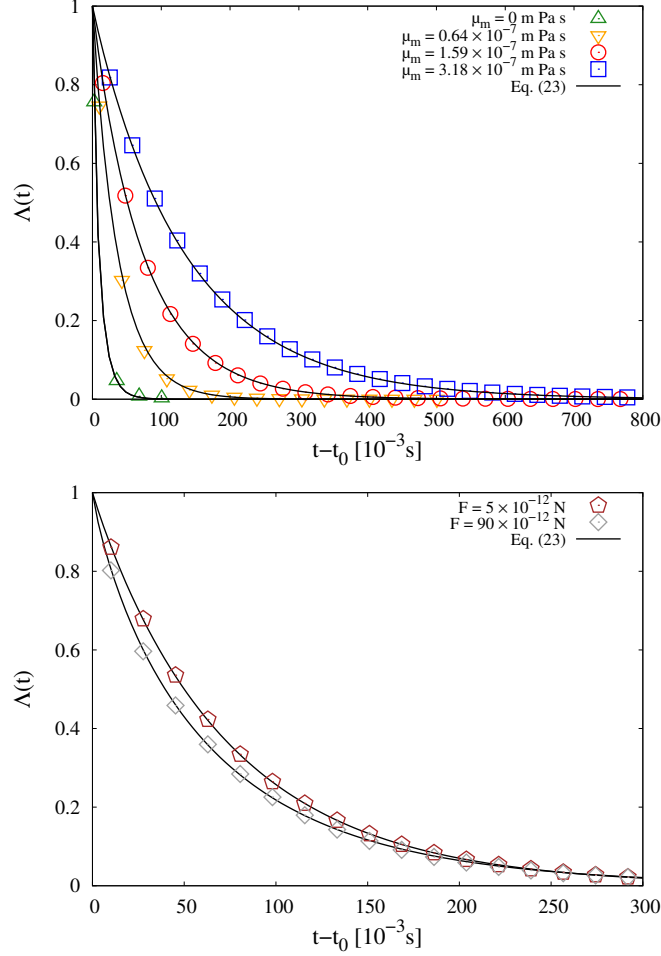 1
0.8
0.6
0.4
0.2
0
Λ(t)
μm = 0 m Pa s
μm = 0.64 × 10−7 m Pa s
μm = 1.59 × 10−7 m Pa s
μm = 3.18 × 10−7 m Pa s
Eq. (23)
0 100 200 300 400 500 600 700 800
t−t0 [10−3s]
1
0.8
0.6
0.4
0.2
0
Λ(t)
F = 5 × 10−12 N
F = 90 × 10−12 N
Eq. (23)
0 50 100 150 200 250 300
t−t0 [10−3s]